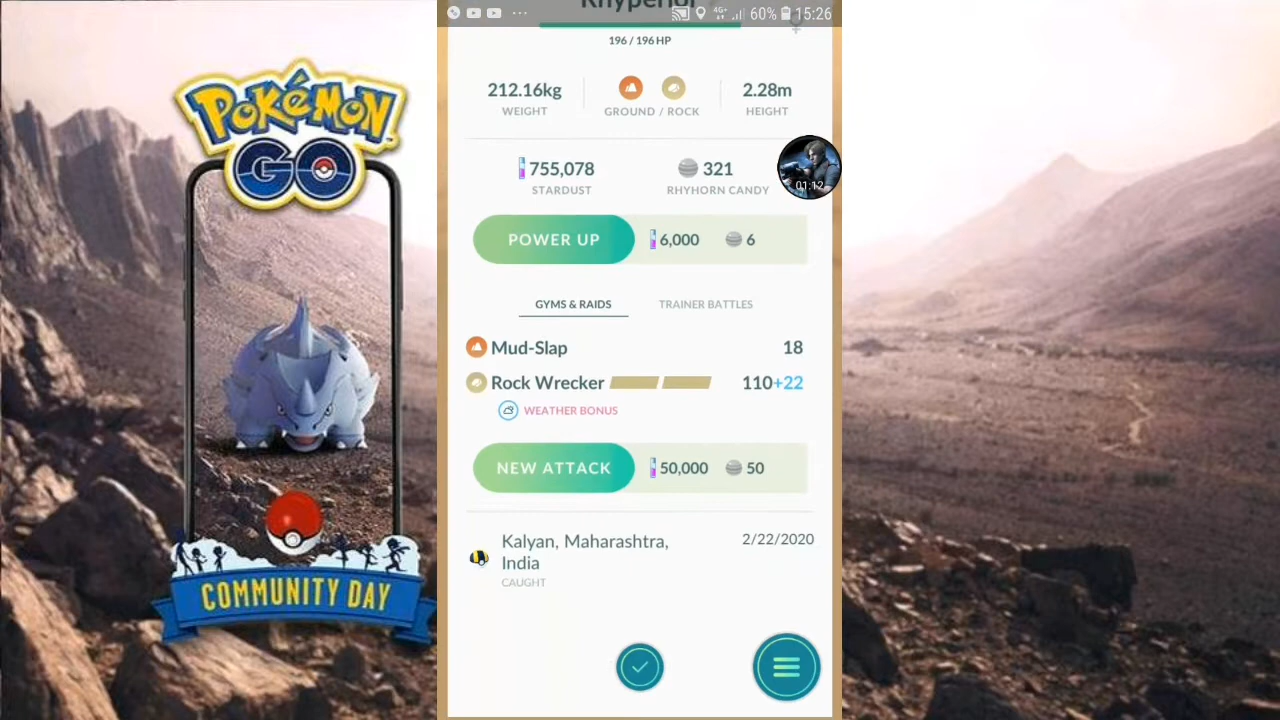 POKéMON
GO
COMMUNITY DAY
Rhyperior
4G+ 60% 15:26
196 / 196 HP
212.16kg
WEIGHT
GROUND / ROCK
2.28m
HEIGHT
755,078
STARDUST
321
RHYHORN CANDY
01:12
POWER UP 6,000 6
GYMS & RAIDS TRAINER BATTLES
Mud-Slap 18
Rock Wrecker 110+22
WEATHER BONUS
NEW ATTACK 50,000 50
Kalyan, Maharashtra, 2/22/2020
India
CAUGHT